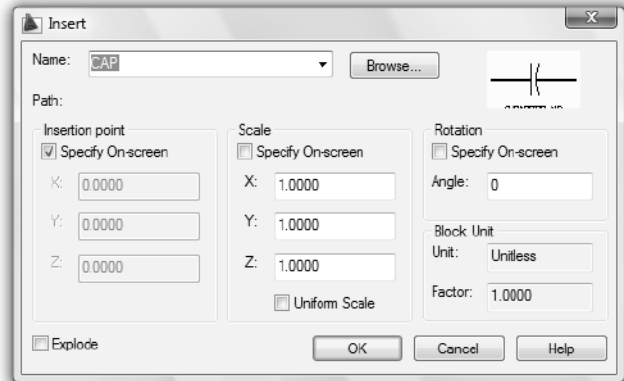 Insert
Name: CAP Browse...
Path:
Insertion point
Specify On-screen
X: 0.0000
Y: 0.0000
Z: 0.0000
Scale
Specify On-screen
X: 1.0000
Y: 1.0000
Z: 1.0000
Uniform Scale
Rotation
Specify On-screen
Angle: 0
Block Unit
Unit: Unitless
Factor: 1.0000
Explode
OK Cancel Help